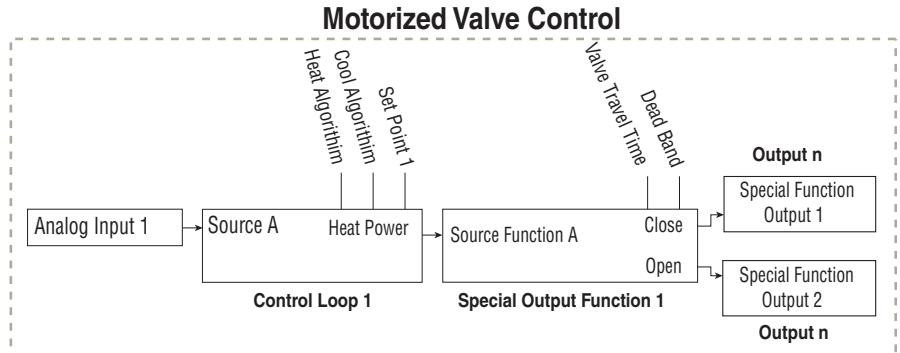 Motorized Valve Control
Heat Algorithim
Cool Algorithim
Set Point 1
Valve Travel Time
Dead Band
Output n
Analog Input 1
Source A
Heat Power
Source Function A
Close
Open
Special Function
Output 1
Special Function
Output 2
Control Loop 1
Special Output Function 1
Output n